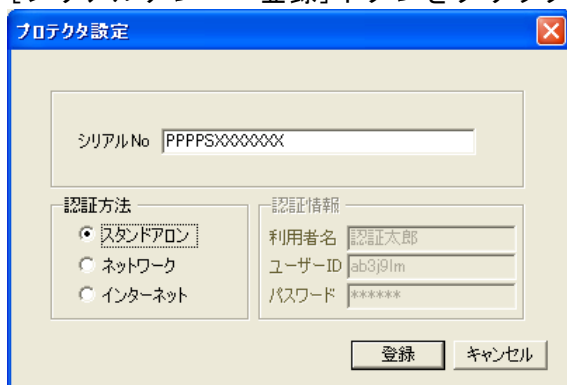 プロテクタ設定
シリアルNo PPPPSXXXXXXX
認証方法
スタンドアロン
ネットワーク
インターネット
認証情報
利用者名 認証太郎
ユーザーID ab3j9lm
パスワード ******
登録 キャンセル